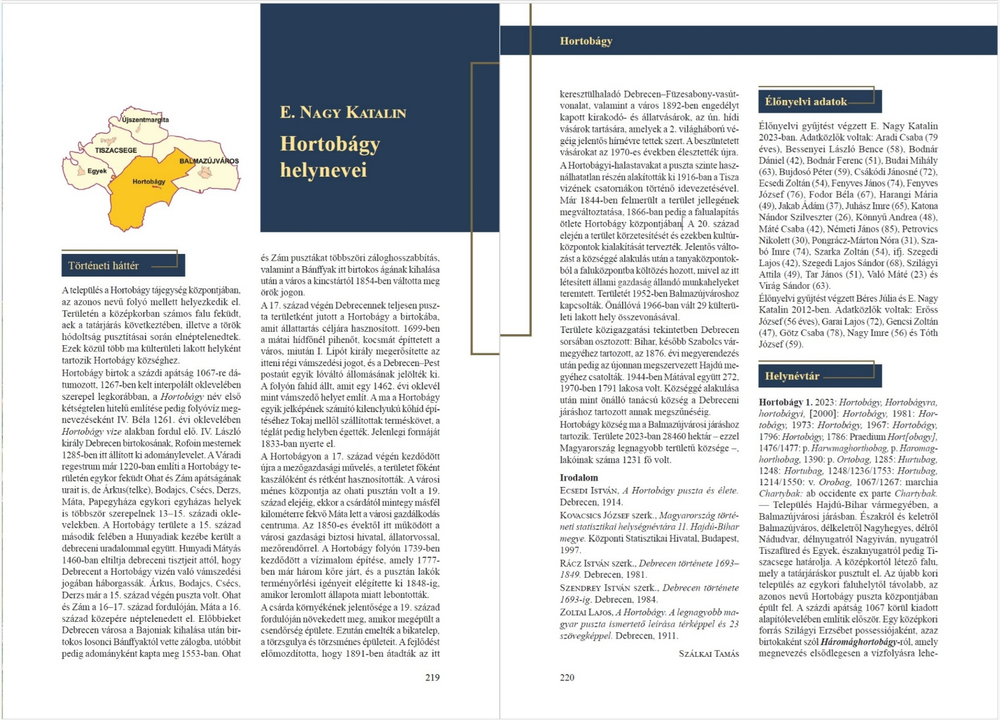 Újszentmargita
TISZACSEGE
BALMAZÚJVÁROS
Egyek
Hortobágy
E. NAGY KATALIN
Hortobágy
helynevei
Történeti háttér
A település a Hortobágy tájegység központjában,
az azonos nevű folyó mellett helyezkedik el.
Területén a középkorban számos falu feküdt,
aek a tatárjárás következtében, illetve a török
hódoltság pusztításai során elnéptelenedtek.
Ezek közül több ma külterületi lakott helyként
tartozik Hortobágy községhez.
Hortobágy birtok a százdi apátság 1067-re dá-
tumozott, 1267-ben kelt interpolált oklevelében
szerepel legkorábban, a Hortobágy név első
kétségtelen hitelű említése pedig folyóvíz meg-
nevezéseként IV. Béla 1261. évi oklevelében
Hortobágy vize alakban fordul elő. IV. László
király Debrecen birtokosának, Rofoin mesternek
1285-ben itt állított ki adománylevelet. A Váradi
regestrum már 1220-ban említi a Hortobágy te-
rületén egykor feküdt Ohat és Zám apátságának
urait is, de Árkus(telke), Bodajcs, Csécs, Derzs,
Máta, Papegyháza egykori egyházas helyek
is többször szerepelnek 13–15. századi okle-
velekben. A Hortobágy területe a 15. század
második felében a Hunyadiak kezébe került a
debreceni uradalommal együtt. Hunyadi Mátyás
1460-ban eltiltja debreceni tisztjeit attól, hogy
Debrecent a Hortobágy vizén való vámszedési
jogában háborgassák. Árkus, Bodajcs, Csécs,
Derzs már a 15. század végén puszta volt. Ohat
és Zám a 16–17. század fordulóján, Máta a 16.
század közepére néptelenedett el. Előbbieket
Debrecen városa a Bajoniak kihalása után bir-
tokos losonci Bánffyaktól vette zálogba, utóbbit
pedig adományként kapta meg 1553-ban. Ohat
és Zám pusztákat többszöri záloghosszabbítás,
valamint a Bánffyak itt birtokos ágának kihalása
után a város a kincstártól 1854-ben váltotta meg
örök jogon.
A 17. század végén Debrecennek teljesen pusz-
ta területként jutott a Hortobágy a birtokába,
amit állattartás céljára hasznosított. 1699-ben
a mátai hídfőnél pihenőt, kocsmát építtetett a
város, miután I. Lipót király megerősítette az
itteni régi vámszedési jogot, és a Debrecen–Pest
postaút egyik lóváltó állomásának jelölték ki.
A folyón fahíd állt, amit egy 1462. évi oklevél
mint vámszedő helyet említ. A ma a Hortobágy
egyik jelképének számító kilenclyukú kőhíd épí-
téséhez Tokaj mellől szállítottak terméskövet, a
téglát pedig helyben égették. Jelenlegi formáját
1833-ban nyerte el.
A Hortobágyon a 17. század végén kezdődött
újra a mezőgazdasági művelés, a területet főként
kaszálóként és rétként hasznosították. A városi
ménes központja az ohati pusztán volt a 19.
század elejéig, ekkor a csárdától mintegy másfél
kilométerre fekvő Máta lett a városi gazdálkodás
centruma. Az 1850-es évektől itt működött a
városi gazdasági biztosi hivatal, állatorvossal,
mezőrendőrrel. A Hortobágy folyón 1739-ben
kezdődött a vízimalom építése, amely 1777-
ben már három kőre járt, és a pusztán lakók
terményőrlési igényeit elégítette ki 1848-ig,
amikor leromlott állapota miatt lebontották.
A csárda környékének jelentősége a 19. század
fordulóján növekedett meg, amikor megépült a
csendőrség épülete. Ezután emelték a bikatelep,
a törzsgulya és törzsménes épületeit. A fejlődést
előmozdította, hogy 1891-ben átadták az itt
219
Hortobágy
keresztülhaladó Debrecen–Füzesabony-vasút-
vonalat, valamint a város 1892-ben engedélyt
kapott kirakodó- és állatvásárok, az ún. hídi
vásárok tartására, amelyek a 2. világháború vé-
géig jelentős hírnévre tettek szert. A beszüntetett
vásárokat az 1970-es években élesztették újra.
A Hortobágyi-halastavakat a puszta szinte hasz-
nálhatatlan részén alakították ki 1916-ban a Tisza
vizének csatornákon történő idevezetésével.
Már 1844-ben felmerült a terület jellegének
megváltoztatása, 1866-ban pedig a falualapítás
ötlete Hortobágy központjában. A 20. század
elején a terület körzetesítését és ezekben kultúr-
központok kialakítását tervezték. Jelentős válto-
zást a községgé alakulás után a tanyaközpontok-
ból a faluközpontba költözés hozott, mivel az itt
létesített állami gazdaság állandó munkahelyeket
teremtett. Területét 1952-ben Balmazújvároshoz
kapcsolták. Önállóvá 1966-ban vált 29 külterü-
leti lakott hely összevonásával.
Területe közigazgatási tekintetben Debrecen
sorsában osztozott: Bihar, később Szabolcs vár-
megyéhez tartozott, az 1876. évi megyerendezés
után pedig az újonnan megszervezett Hajdú me-
gyéhez csatolták. 1944-ben Mátával együtt 272,
1970-ben 1791 lakosa volt. Községgé alakulása
után mint önálló tanácsú község a Debreceni
járáshoz tartozott annak megszűnéséig.
Hortobágy község ma a Balmazújvárosi járáshoz
tartozik. Területe 2023-ban 28460 hektár – ezzel
Magyarország legnagyobb területű községe –,
lakóinak száma 1231 fő volt.
Irodalom
ECSEDI ISTVÁN, A Hortobágy puszta és élete.
Debrecen, 1914.
KOVACSICS JÓZSEF szerk., Magyarország törté-
neti statisztikai helységnévtára 11. Hajdú-Bihar
megye. Központi Statisztikai Hivatal, Budapest,
1997.
RÁCZ ISTVÁN szerk., Debrecen története 1693–
1849. Debrecen, 1981.
SZENDREY ISTVÁN szerk., Debrecen története
1693-ig. Debrecen, 1984.
ZOLTAI LAJOS, A Hortobágy. A legnagyobb ma-
gyar puszta ismertető leírása térképpel és 23
szövegképpel. Debrecen, 1911.
SZÁLKAI TAMÁS
Élőnyelvi adatok
Élőnyelvi gyűjtést végzett E. Nagy Katalin
2023-ban. Adatközlők voltak: Aradi Csaba (79
éves), Bessenyei László Bence (58), Bodnár
Dániel (42), Bodnár Ferenc (51), Budai Mihály
(63), Bujdosó Péter (59), Csákódi Jánosné (72),
Ecsedi Zoltán (54), Fenyves János (74), Fenyves
József (76), Fodor Béla (67), Harangi Mária
(49), Jakab Ádám (37), Juhász Imre (65), Katona
Nándor Szilveszter (26), Könnyű Andrea (48),
Máté Csaba (42), Németi János (85), Petrovics
Nikolett (30), Pongrácz-Márton Nóra (31), Sza-
bó Imre (74), Szarka Zoltán (54), ifj. Szegedi
Lajos (42), Szegedi Lajos Sándor (68), Szilágyi
Attila (49), Tar János (51), Való Máté (23) és
Virág Sándor (63).
Élőnyelvi gyűjtést végzett Béres Júlia és E. Nagy
Katalin 2012-ben. Adatközlők voltak: Erőss
József (56 éves), Garai Lajos (72), Gencsi Zoltán
(47), Götz Csaba (78), Nagy Imre (56) és Tóth
József (59).
Helynévtár
Hortobágy 1. 2023: Hortobágy, Hortobágyra,
hortobágyi, [2000]: Hortobágy, 1981: Hor-
tobágy, 1973: Hortobágy, 1967: Hortobágy,
1796: Hortobágy, 1786: Praedium Hort[obagy],
1476/1477: p. Harwmaghorthobag, p. Haromag-
horthobag, 1390: p. Ortobag, 1285: Hurtubag,
1248: Hortubag, 1248/1236/1753: Hortubag,
1214/1550: v. Orobag, 1067/1267: marchia
Chartybak: ab occidente ex parte Chartybak.
— Település Hajdú-Bihar vármegyében, a
Balmazújvárosi járásban. Északról és keletről
Balmazújváros, délkeletről Nagyhegyes, délről
Nádudvar, délnyugatról Nagyiván, nyugatról
Tiszafüred és Egyek, északnyugatról pedig Ti-
szacsege határolja. A középkortól létező falu,
mely a tatárjáráskor pusztult el. Az újabb kori
település az egykori faluhelytől távolabb, az
azonos nevű Hortobágy puszta központjában
épült fel. A százdi apátság 1067 körül kiadott
alapítólevelében említik először. Egy középkori
forrás Szilágyi Erzsébet possessiójaként, azaz
birtokaként szól Háromághortobágy-ról, amely
megnevezés elsődlegesen a vízfolyásra lehe-
220